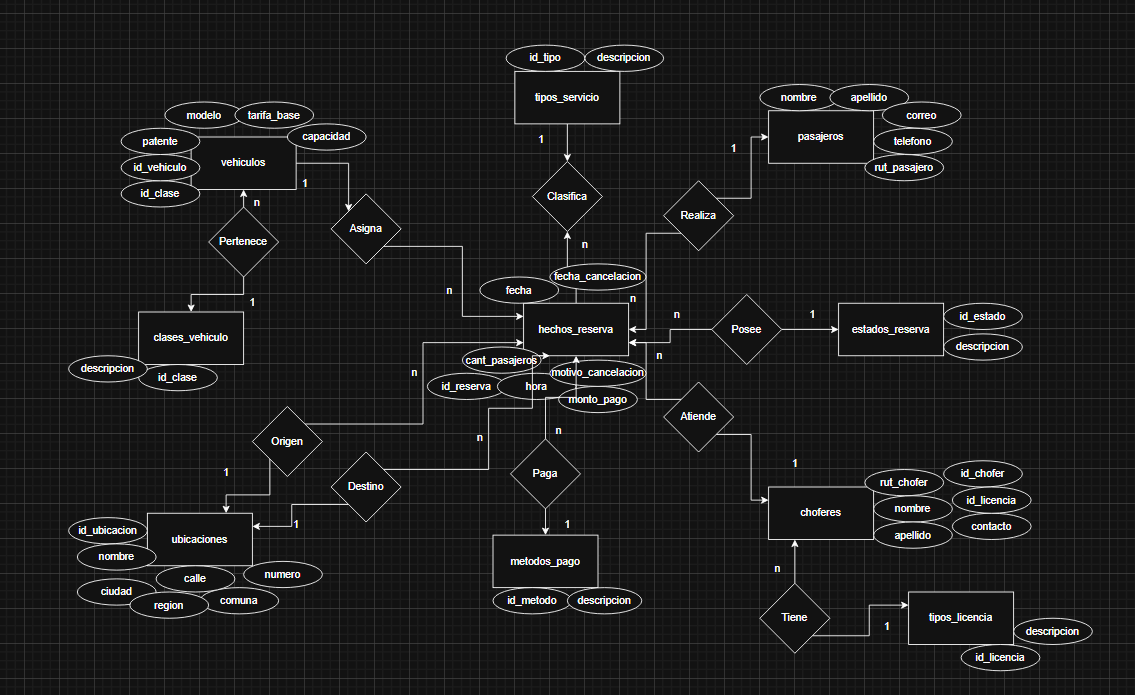 id_tipo
descripcion
tipos_servicio
1
Clasifica
n
modelo
tarifa_base
patente
capacidad
vehiculos
id_vehiculo
id_clase
1
n
Pertenece
1
Asigna
n
clases_vehiculo
descripcion
id_clase
nombre
apellido
correo
pasajeros
telefono
rut_pasajero
1
Realiza
n
fecha_cancelacion
fecha
hechos_reserva
cant_pasajeros
motivo_cancelacion
id_reserva
hora
monto_pago
n
Posee
1
estados_reserva
id_estado
descripcion
n
Atiende
1
n
Origen
1
n
Destino
1
n
Paga
1
id_ubicacion
nombre
ubicaciones
calle
numero
ciudad
region
comuna
metodos_pago
id_metodo
descripcion
rut_chofer
id_chofer
nombre
id_licencia
choferes
apellido
contacto
n
Tiene
1
tipos_licencia
descripcion
id_licencia